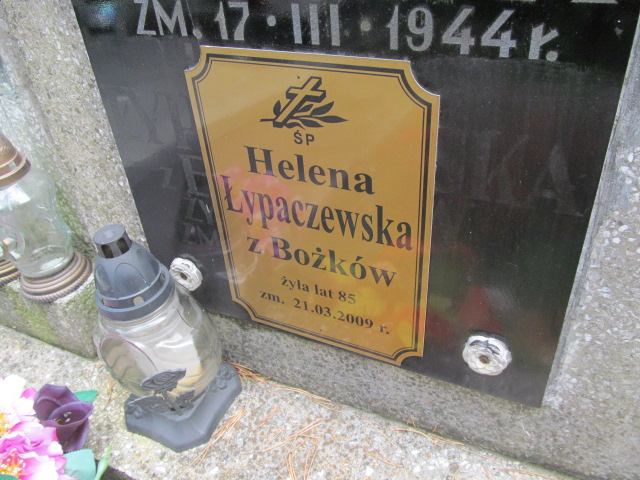 ZM. 17 · III · 1944 r.
ŚP
Helena
Łypaczewska
z Bożków
żyła lat 85
zm. 21.03.2009 r.